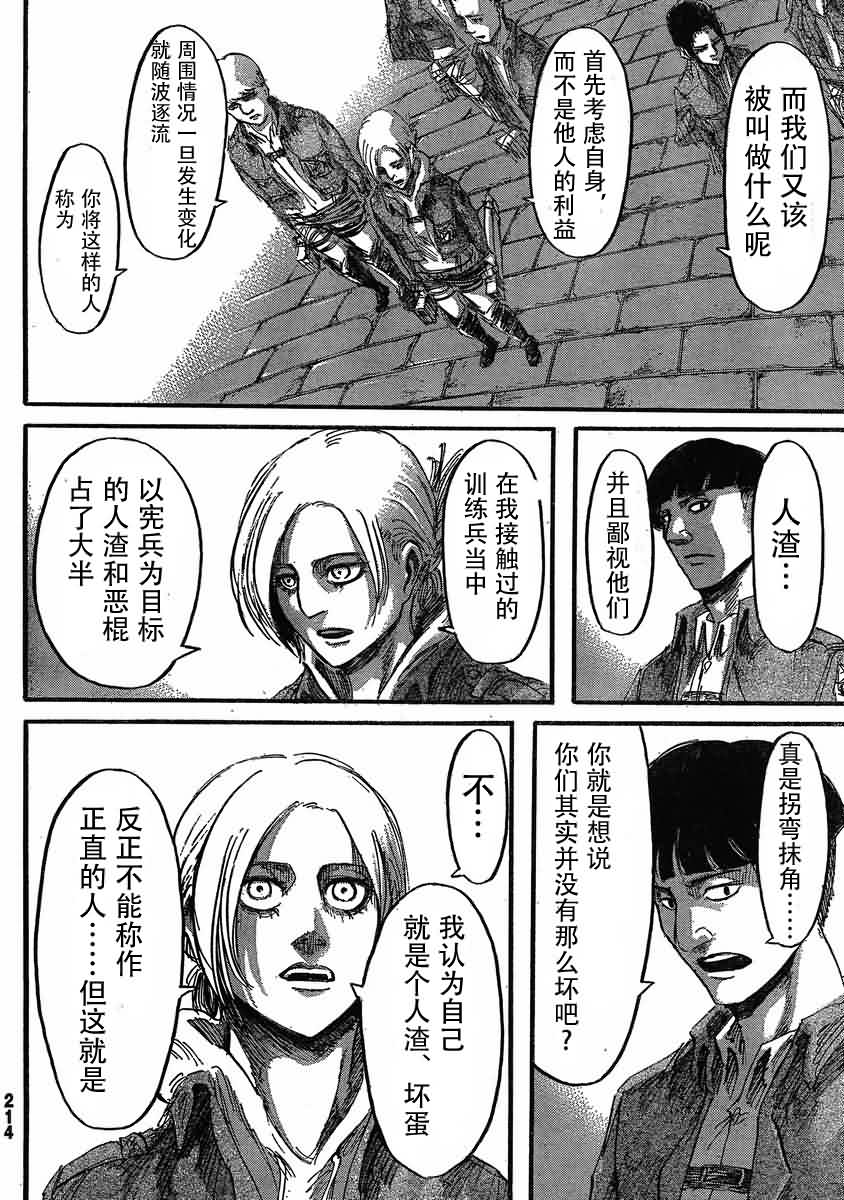 而我们又该
被叫做什么呢
首先考虑自身,
而不是他人的利益
周围情况一旦发生变化
就随波逐流
你将这样的人
称为
人渣…
并且鄙视他们
在我接触过的
训练兵当中
以宪兵为目标
的人渣和恶棍
占了大半
真是拐弯抹角……
你就是想说
你们其实并没有那么坏吧?
不…
我认为自己
就是个人渣、坏蛋
反正不能称作
正直的人……但这就是
214